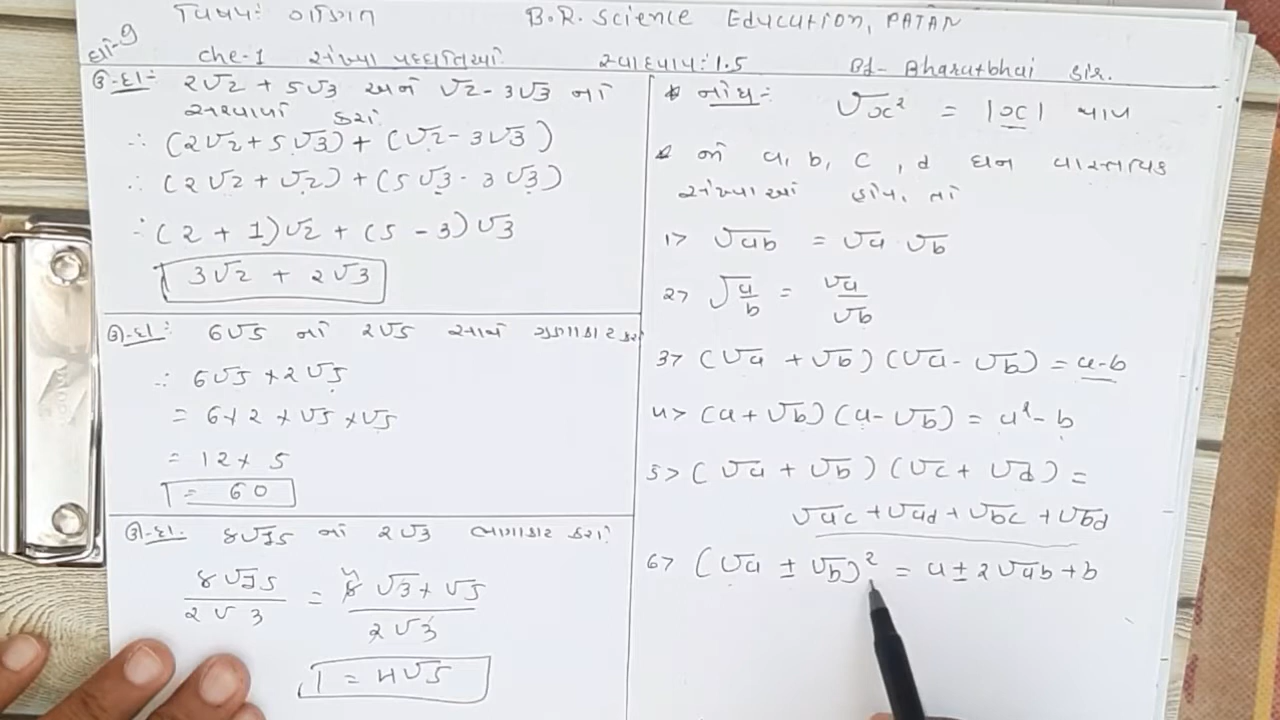 વિષય: ગણિત B.R. Science Education, PATAN
ધો-9 Che-1 સંખ્યા પદ્ધતિઓ સ્વાધ્યાય: 1.5 By- Bharatbhai Sir.
ઉ-દા: 2√2 + 5√3 અને √2 - 3√3 નો
સરવાળો કરો
∴ (2√2 + 5√3) + (√2 - 3√3)
∴ (2√2 + √2) + (5√3 - 3√3)
∴ (2 + 1)√2 + (5 - 3)√3
3√2 + 2√3
ઉ-દા: 6√5 નો 2√5 સાથે ગુણાકાર કરો
∴ 6√5 × 2√5
= 6 × 2 × √5 × √5
= 12 × 5
= 60
ઉ-દા. 8√15 નો 2√3 ભાગાકાર કરો.
8√15 / 2√3 = 8 4 √3 × √5 / 2√3
= 4√5
* નોંધ:- √x² = |x| થાય
* જો a, b, c, d ધન વાસ્તવિક
સંખ્યાઓ હોય, તો
1> √ab = √a · √b
2> √a/b = √a/√b
3> (√a + √b)(√a - √b) = a-b
4> (a + √b)(a - √b) = a² - b
5> (√a + √b)(√c + √d) =
√ac + √ad + √bc + √bd
6> (√a ± √b)² = a ± 2√ab + b